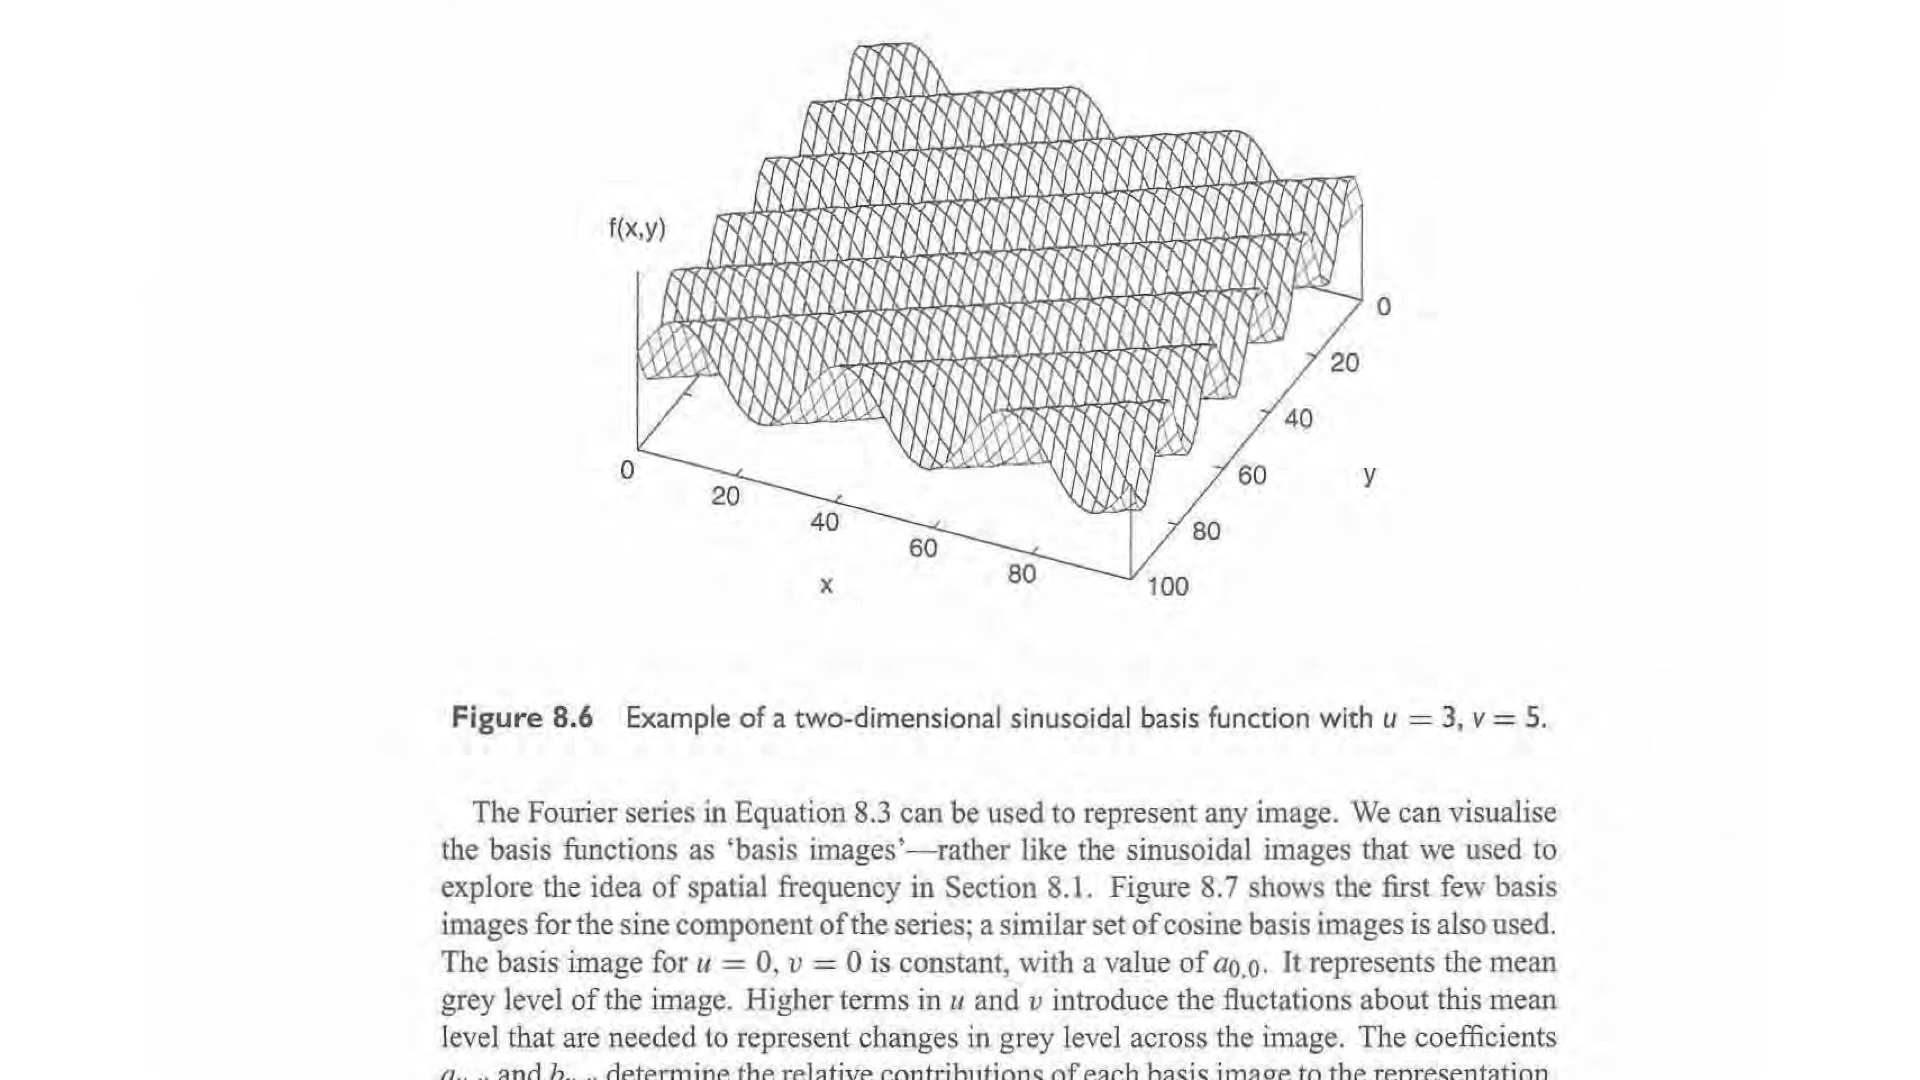 f(x,y)
0
20
40
60
80
x
0
20
40
60
80
100
y
Figure 8.6 Example of a two-dimensional sinusoidal basis function with u = 3, v = 5.
The Fourier series in Equation 8.3 can be used to represent any image. We can visualise
the basis functions as ‘basis images’—rather like the sinusoidal images that we used to
explore the idea of spatial frequency in Section 8.1. Figure 8.7 shows the first few basis
images for the sine component of the series; a similar set of cosine basis images is also used.
The basis image for u = 0, v = 0 is constant, with a value of a0,0. It represents the mean
grey level of the image. Higher terms in u and v introduce the fluctations about this mean
level that are needed to represent changes in grey level across the image. The coefficients
and determine the relative contributions of each basis image to the representation.